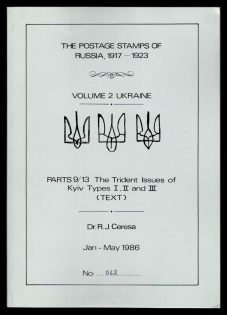 THE POSTAGE STAMPS OF
RUSSIA, 1917 – 1923
VOLUME 2 UKRAINE
PARTS 9/13 The Trident Issues of
Kyiv Types I, II and III
(TEXT)
Dr R. J. Ceresa
Jan - May 1986
No. ...062.........